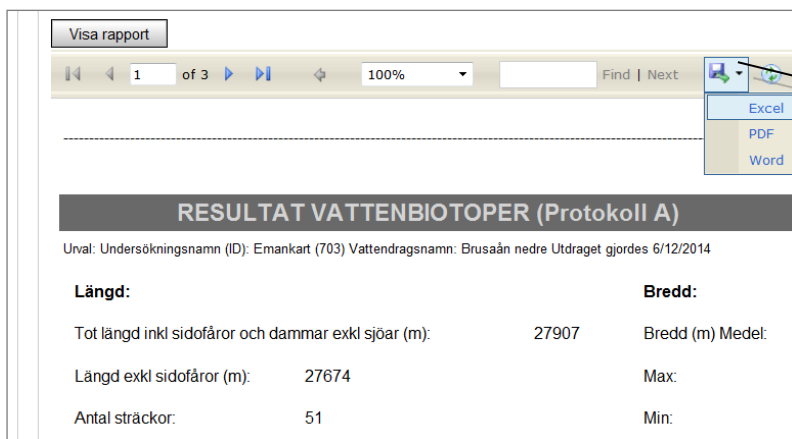 Visa rapport
1 of 3 100% Find | Next
Excel
PDF
Word
RESULTAT VATTENBIOTOPER (Protokoll A)
Urval: Undersökningsnamn (ID): Emankart (703) Vattendragsnamn: Brusaån nedre Utdraget gjordes 6/12/2014
Längd: Bredd:
Tot längd inkl sidofåror och dammar exkl sjöar (m): 27907 Bredd (m) Medel:
Längd exkl sidofåror (m): 27674 Max:
Antal sträckor: 51 Min: